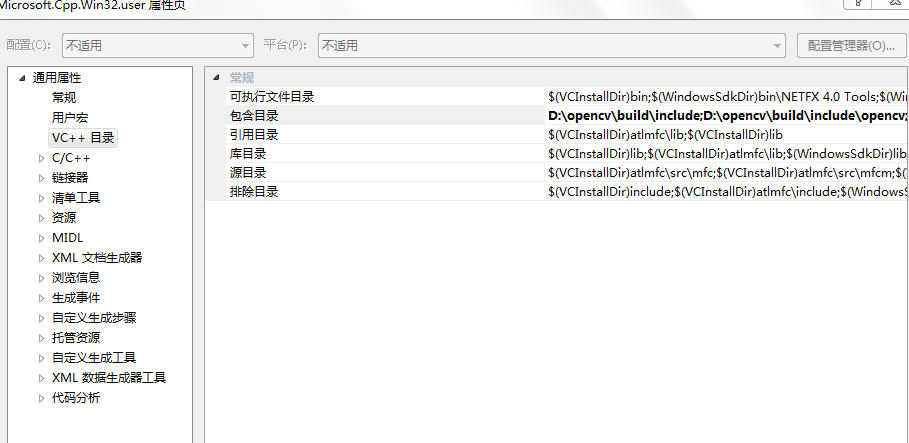 Microsoft.Cpp.Win32.user 属性页
配置(C): 不适用 平台(P): 不适用 配置管理器(O)...
通用属性
常规
用户宏
VC++ 目录
C/C++
链接器
清单工具
资源
MIDL
XML 文档生成器
浏览信息
生成事件
自定义生成步骤
托管资源
自定义生成工具
XML 数据生成器工具
代码分析
常规
可执行文件目录 $(VCInstallDir)bin;$(WindowsSdkDir)bin\NETFX 4.0 Tools;$(Win
包含目录 D:\opencv\build\include;D:\opencv\build\include\opencv;
引用目录 $(VCInstallDir)atlmfc\lib;$(VCInstallDir)lib
库目录 $(VCInstallDir)lib;$(VCInstallDir)atlmfc\lib;$(WindowsSdkDir)lib
源目录 $(VCInstallDir)atlmfc\src\mfc;$(VCInstallDir)atlmfc\src\mfcm;$(
排除目录 $(VCInstallDir)include;$(VCInstallDir)atlmfc\include;$(WindowsS